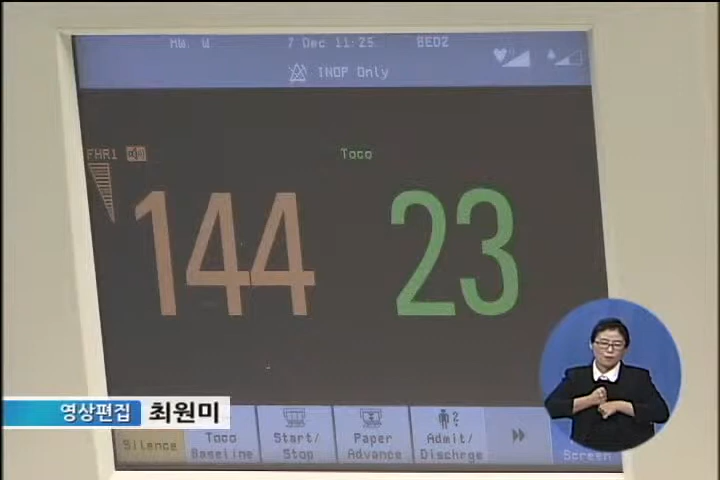 MW. W 7 Dec 11:25 BED2
INOP Only
FHR1 Toco
144 23
영상편집 최원미
Silence
Toco Baseline
Start/ Stop
Paper Advance
Admit/ Dischrge
Screen